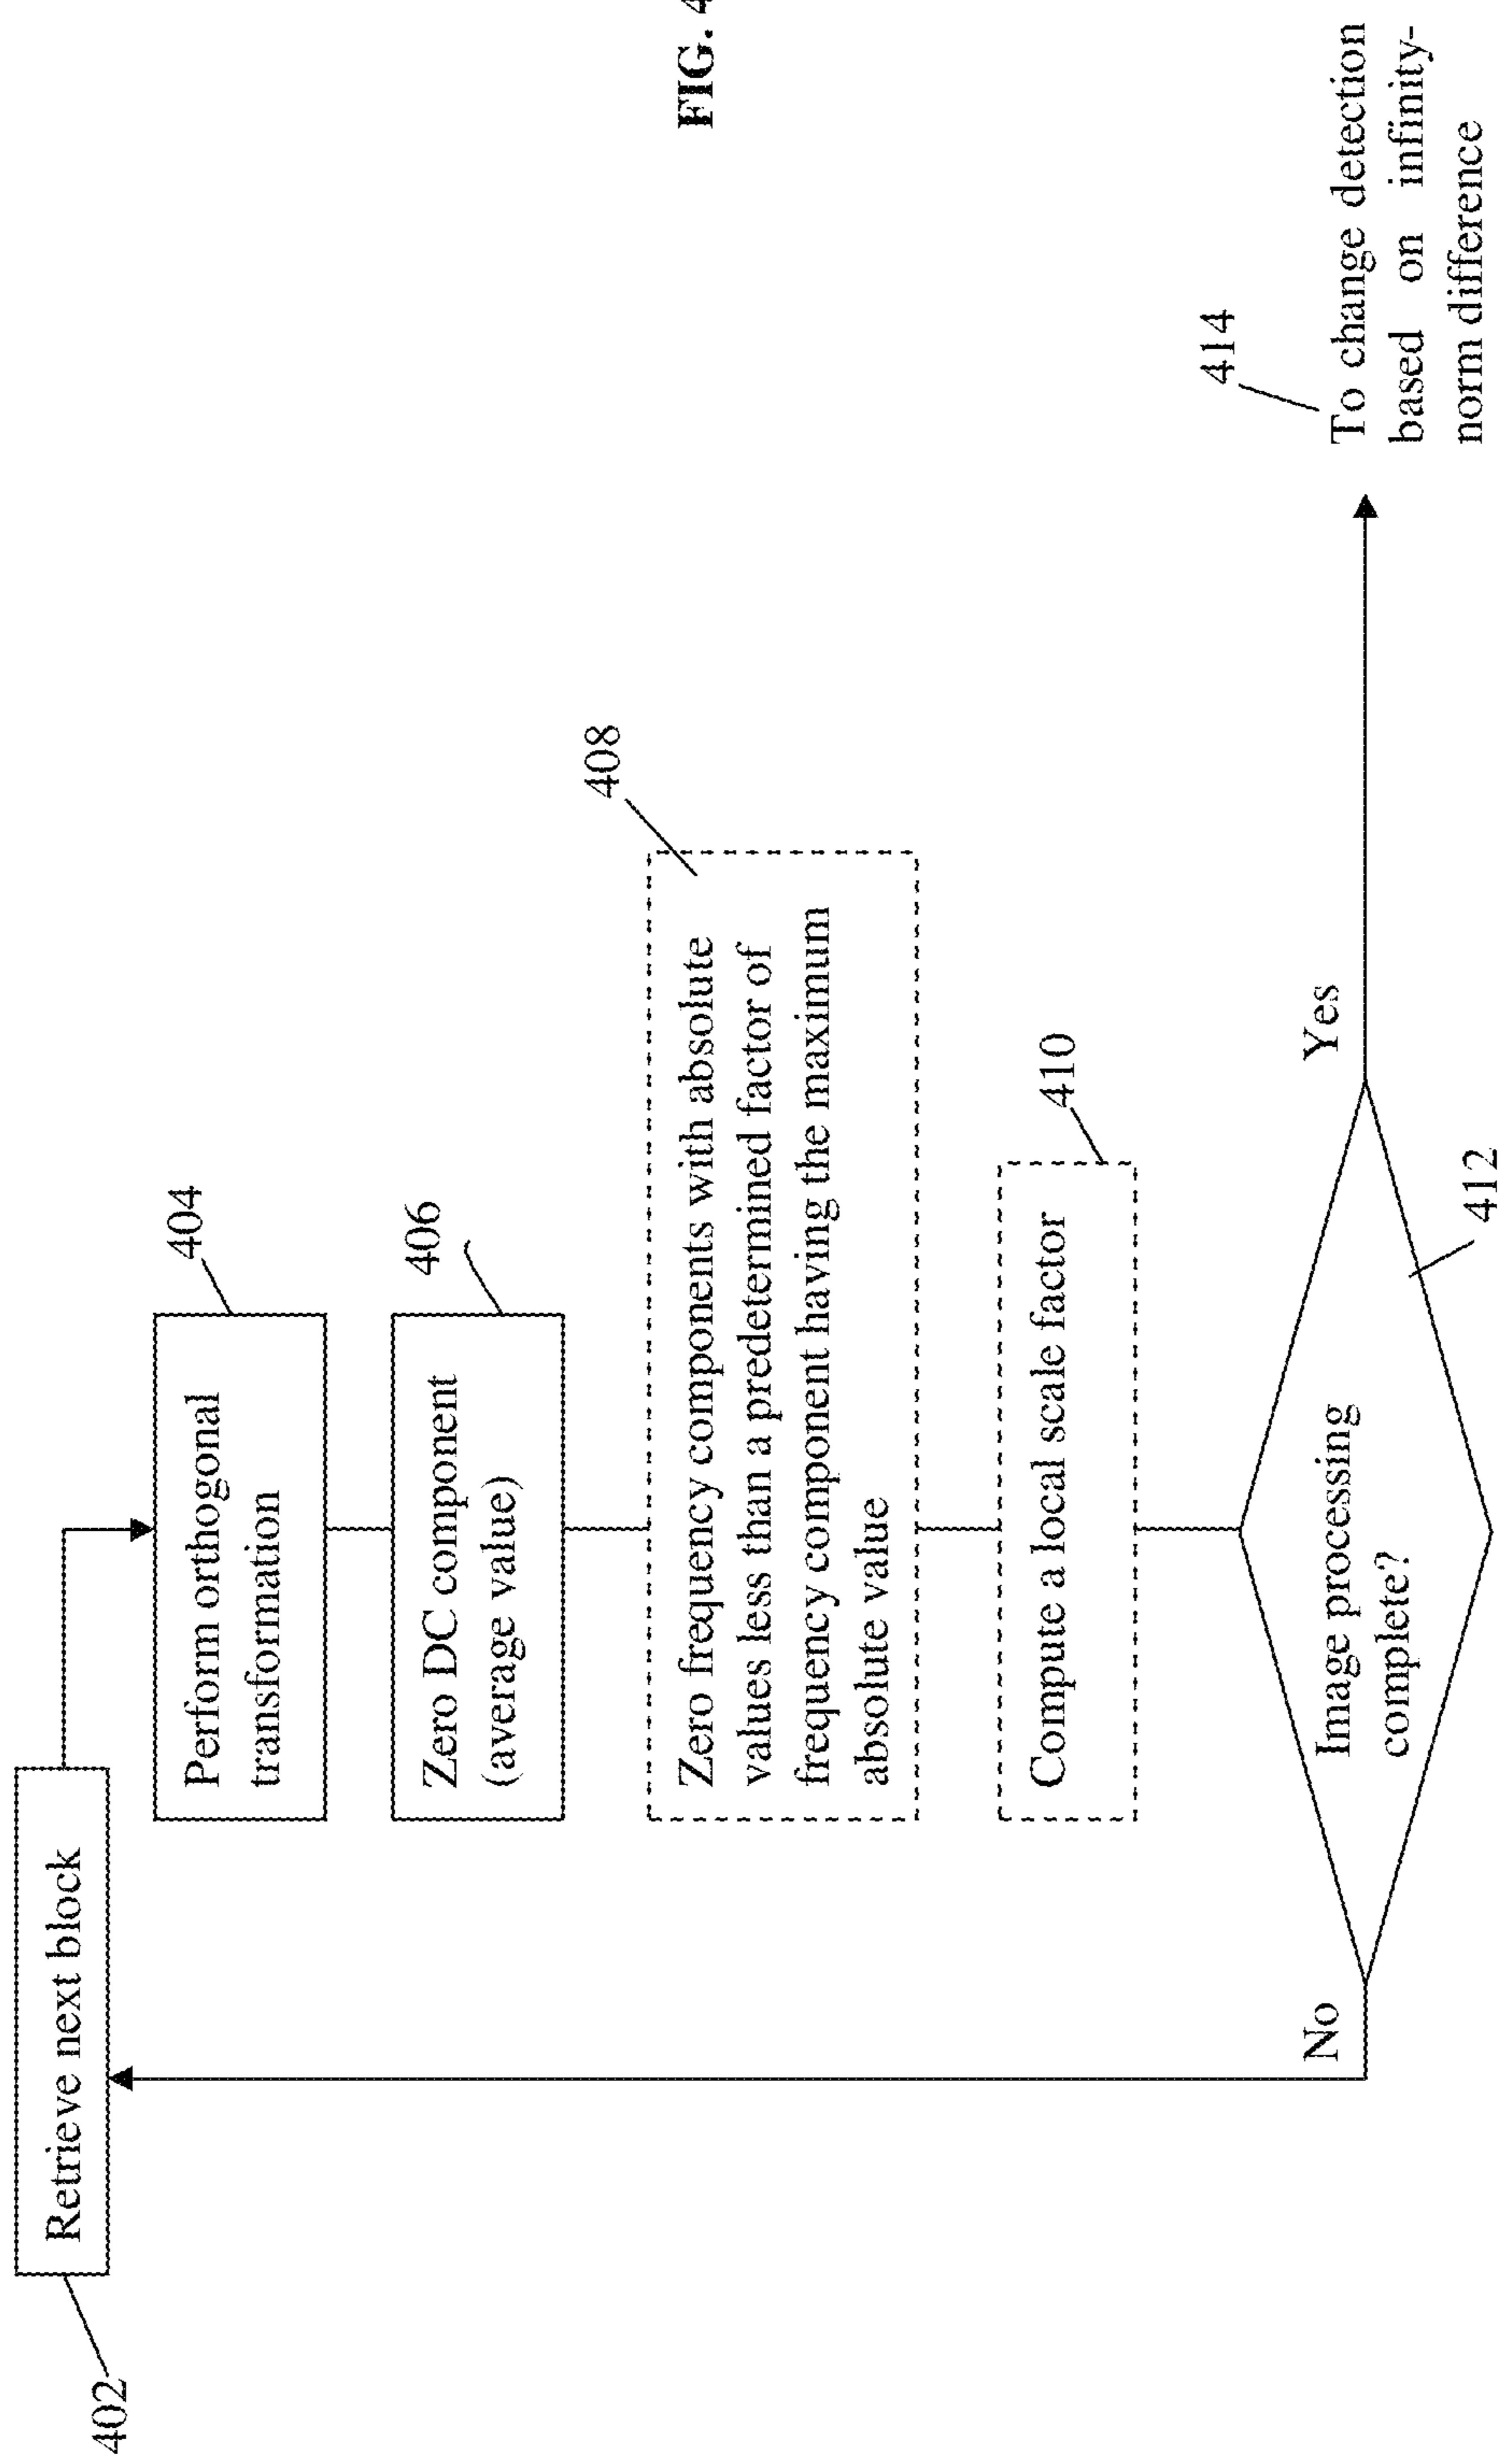 402
Retrieve next block
404
Perform orthogonal
transformation
406
Zero DC component
(average value)
408
Zero frequency components with absolute
values less than a predetermined factor of
frequency component having the maximum
absolute value
410
Compute a local scale factor
Image processing
complete?
412
No
Yes
414
To change detection
based on infinity-
norm difference
FIG. 4